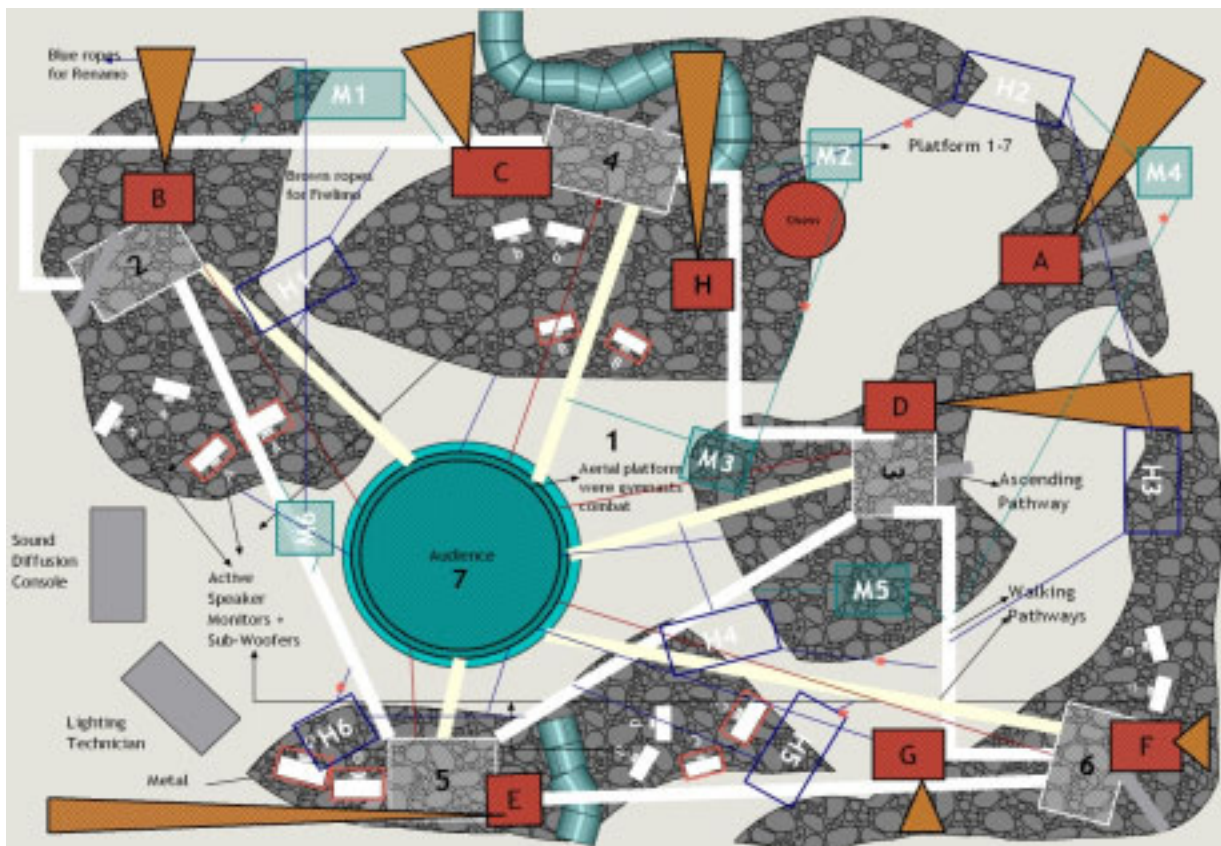 Blue ropes
for Renamo
M1
H2
C
4
M2
Platform 1-7
M4
B
Brown ropes
for Frelimo
A
2
H1
H
D
1
M3
3
Aerial platform
were gymnasts
combat
Ascending
Pathway
H3
Sound
Diffusion
Console
Audience
7
Active
Speaker
Monitors +
Sub-Woofers
M5
Walking
Pathways
H4
Lighting
Technician
H6
H5
Metal
5
E
G
F
6